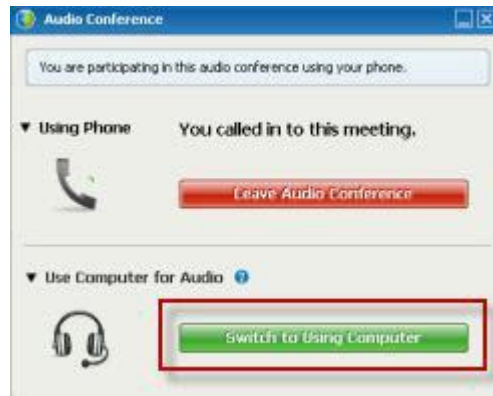 Audio Conference
You are participating in this audio conference using your phone.
Using Phone
You called in to this meeting.
Leave Audio Conference
Use Computer for Audio
Switch to Using Computer